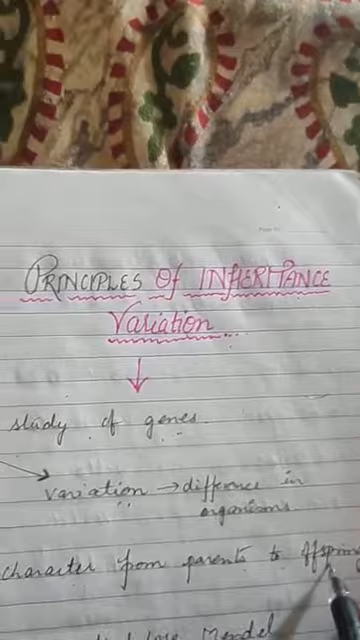 PRINCIPLES Of INHERITANCE
Variation
study of genes.
variation → difference in
organisms
character from parents to offspring
Mendel